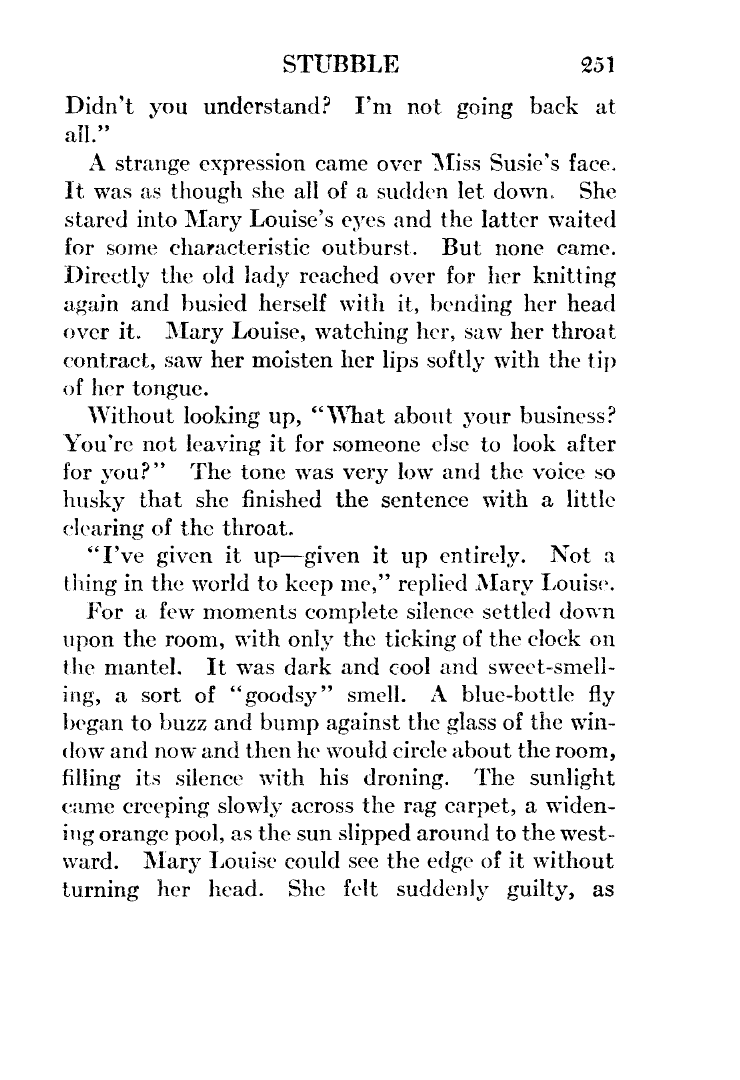 STUBBLE 251
Didn't you understand? I'm not going back at
all."
A strange expression came over Miss Susie's face.
It was as though she all of a sudden let down. She
stared into Mary Louise's eyes and the latter waited
for some characteristic outburst. But none came.
Directly the old lady reached over for her knitting
again and busied herself with it, bending her head
over it. Mary Louise, watching her, saw her throat
contract, saw her moisten her lips softly with the tip
of her tongue.
Without looking up, "What about your business?
You're not leaving it for someone else to look after
for you?" The tone was very low and the voice so
husky that she finished the sentence with a little
clearing of the throat.
"I've given it up—given it up entirely. Not a
thing in the world to keep me," replied Mary Louise.
For a few moments complete silence settled down
upon the room, with only the ticking of the clock on
the mantel. It was dark and cool and sweet-smell-
ing, a sort of "goodsy" smell. A blue-bottle fly
began to buzz and bump against the glass of the win-
dow and now and then he would circle about the room,
filling its silence with his droning. The sunlight
came creeping slowly across the rag carpet, a widen-
ing orange pool, as the sun slipped around to the west-
ward. Mary Louise could see the edge of it without
turning her head. She felt suddenly guilty, as